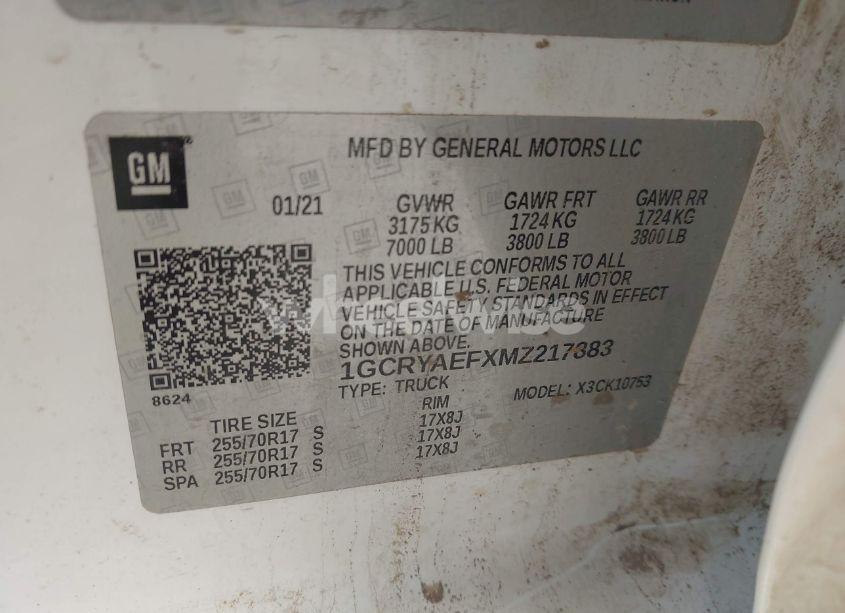 GM
MFD BY GENERAL MOTORS LLC
01/21
GVWR GAWR FRT GAWR RR
3175 KG 1724 KG 1724 KG
7000 LB 3800 LB 3800 LB
THIS VEHICLE CONFORMS TO ALL
APPLICABLE U.S. FEDERAL MOTOR
VEHICLE SAFETY STANDARDS IN EFFECT
ON THE DATE OF MANUFACTURE
SHOWN ABOVE.
1GCRYAEFXMZ217383
TYPE: TRUCK MODEL: X3CK10753
8624
TIRE SIZE RIM
FRT 255/70R17 S 17X8J
RR 255/70R17 S 17X8J
SPA 255/70R17 S 17X8J